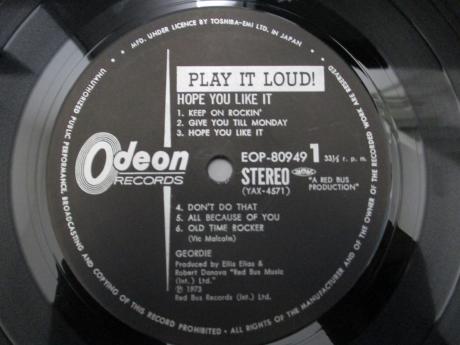 MFD. UNDER LICENCE BY TOSHIBA-EMI LTD. IN JAPAN
PLAY IT LOUD!
HOPE YOU LIKE IT
1. KEEP ON ROCKIN'
2. GIVE YOU TILL MONDAY
3. HOPE YOU LIKE IT
Odeon
RECORDS
EOP-80949 1 33⅓ r. p. m.
STEREO
(YAX-4571)
"A RED BUS
PRODUCTION"
4. DON'T DO THAT
5. ALL BECAUSE OF YOU
6. OLD TIME ROCKER
(Vic Malcolm)
GEORDIE
Produced by Ellis Elias &
Roberto Danova "Red Bus Music
(Int.) Ltd."
Ⓟ 1973
Red Bus Records (Int.) Ltd.
UNAUTHORIZED PUBLIC PERFORMANCE, BROADCASTING AND COPYING OF THIS RECORD PROHIBITED · ALL RIGHTS OF THE MANUFACTURER AND OF THE OWNER OF THE RECORDED WORK ARE RESERVED